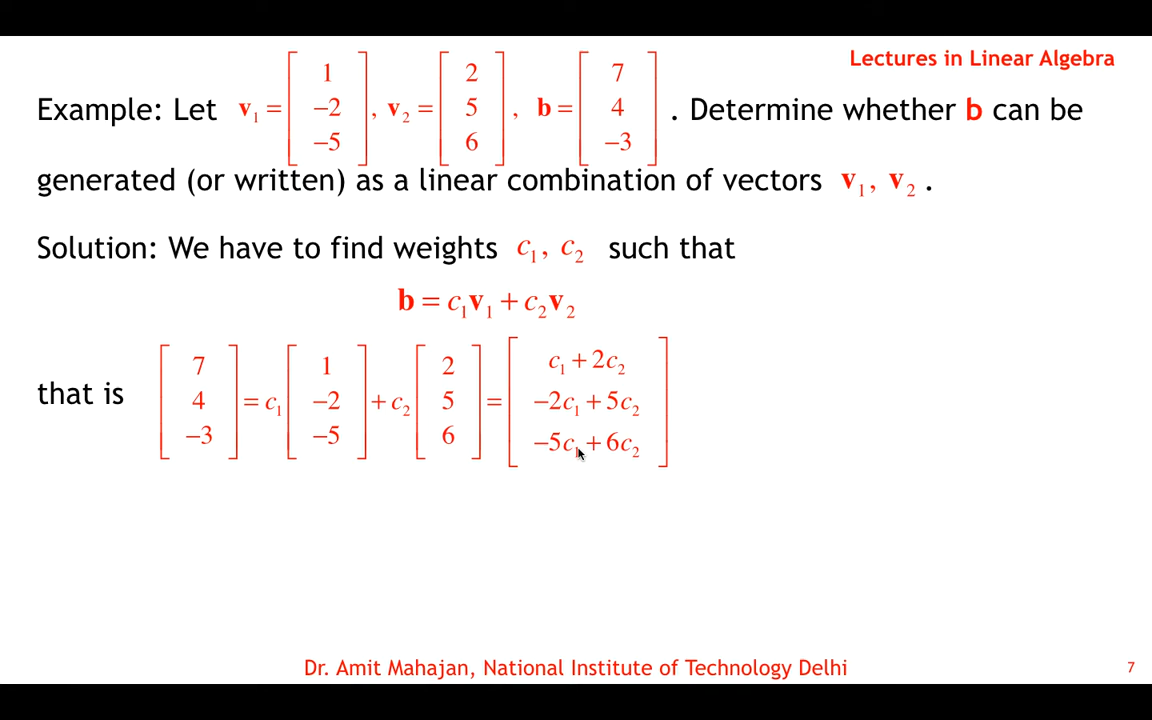 Lectures in Linear Algebra
Example: Let v₁ = [1 −2 −5], v₂ = [2 5 6], b = [7 4 −3]. Determine whether b can be
generated (or written) as a linear combination of vectors v₁, v₂.
Solution: We have to find weights c₁, c₂ such that
b = c₁v₁ + c₂v₂
that is [7 4 −3] = c₁ [1 −2 −5] + c₂ [2 5 6] = [c₁ + 2c₂ −2c₁ + 5c₂ −5c₁ + 6c₂]
Dr. Amit Mahajan, National Institute of Technology Delhi
7